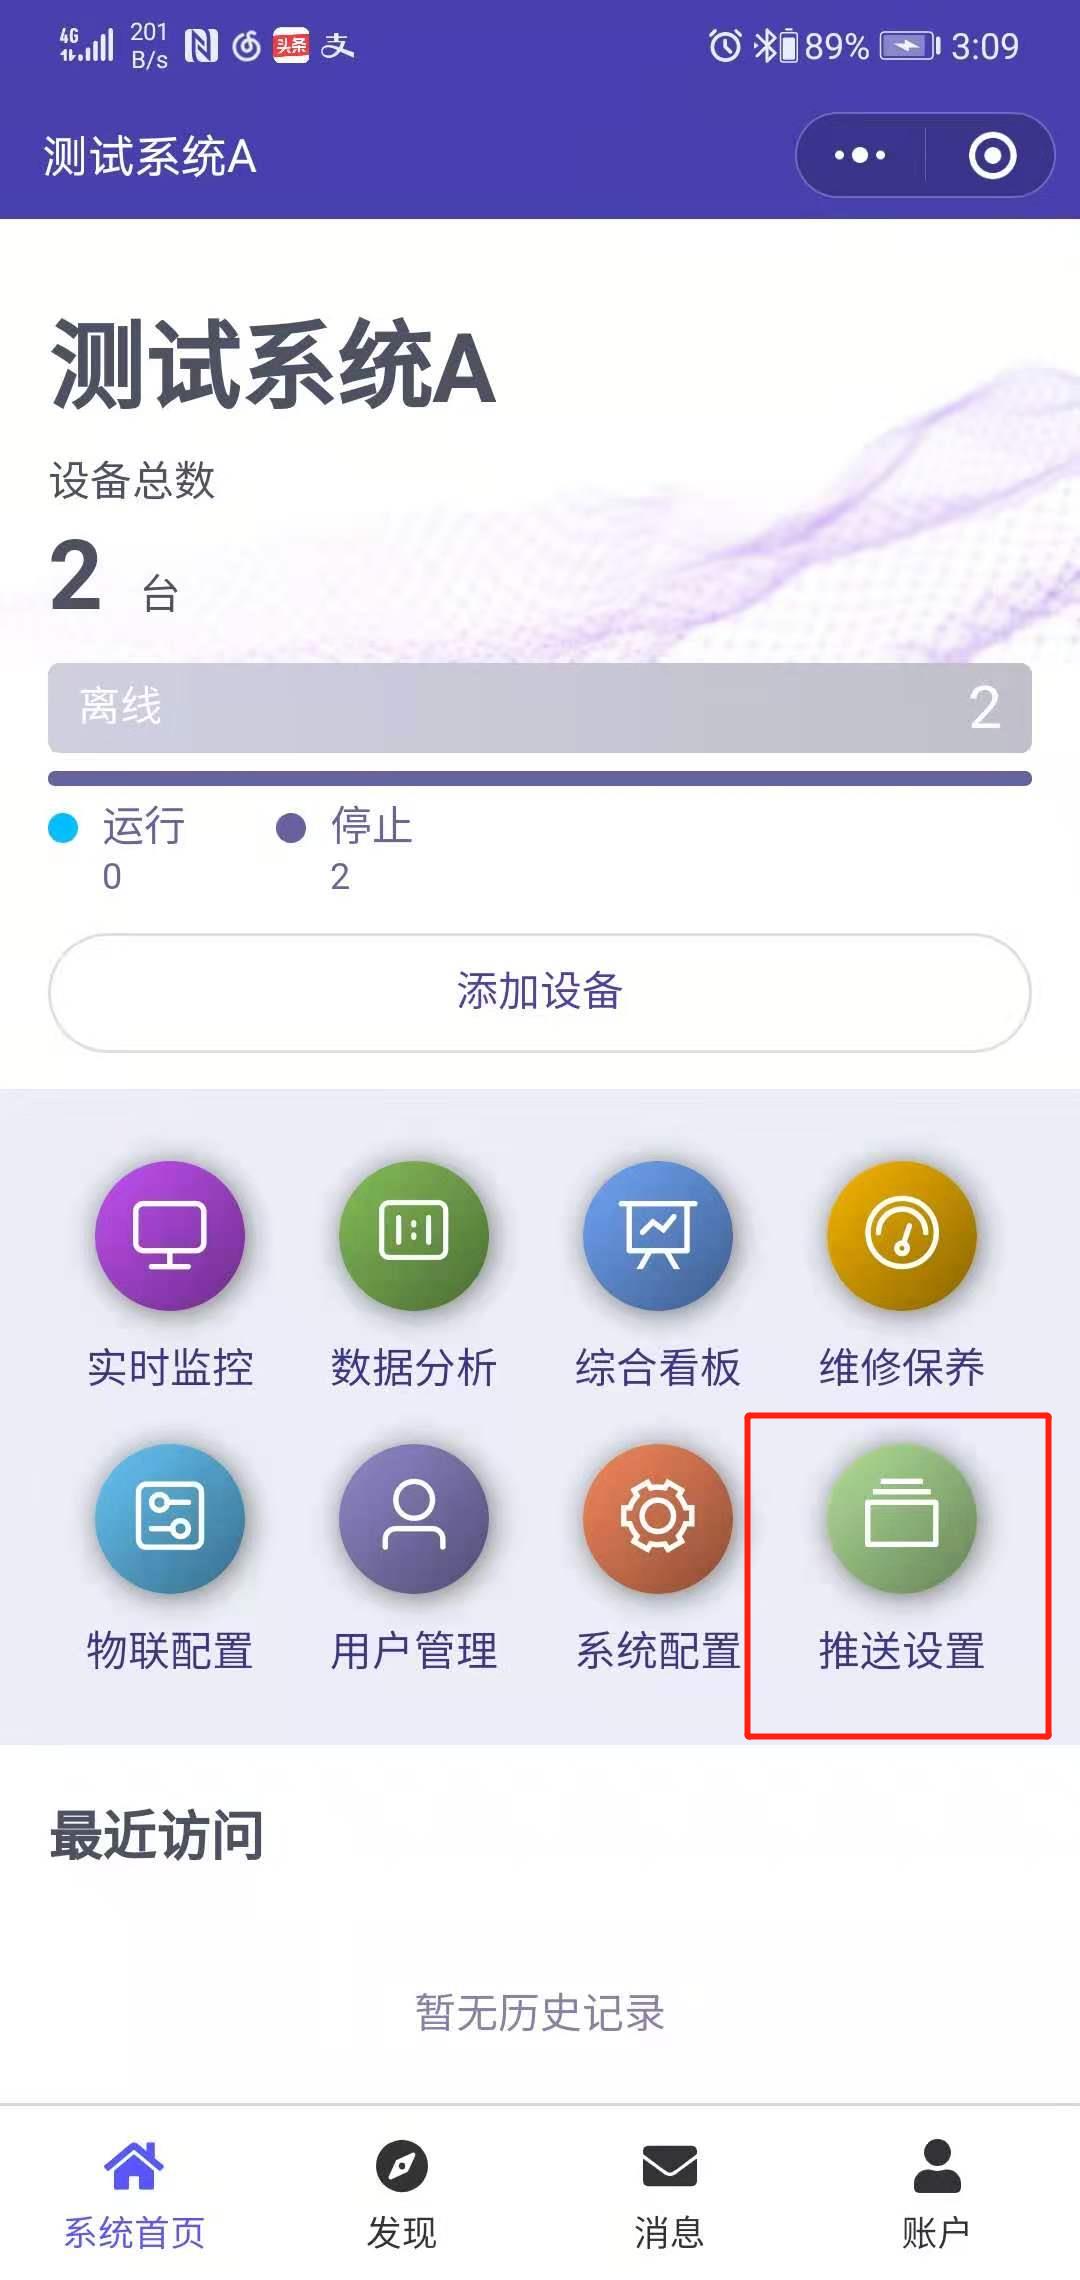 4G 201 B/s 头条 支 89% 3:09
测试系统A
测试系统A
设备总数
2 台
离线 2
运行 停止
0 2
添加设备
实时监控 数据分析 综合看板 维修保养
物联配置 用户管理 系统配置 推送设置
最近访问
暂无历史记录
系统首页 发现 消息 账户